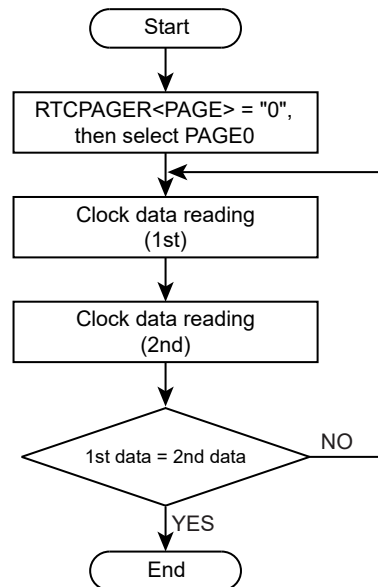 Start
RTCPAGER<PAGE> = "0",
then select PAGE0
Clock data reading
(1st)
Clock data reading
(2nd)
1st data = 2nd data
NO
YES
End